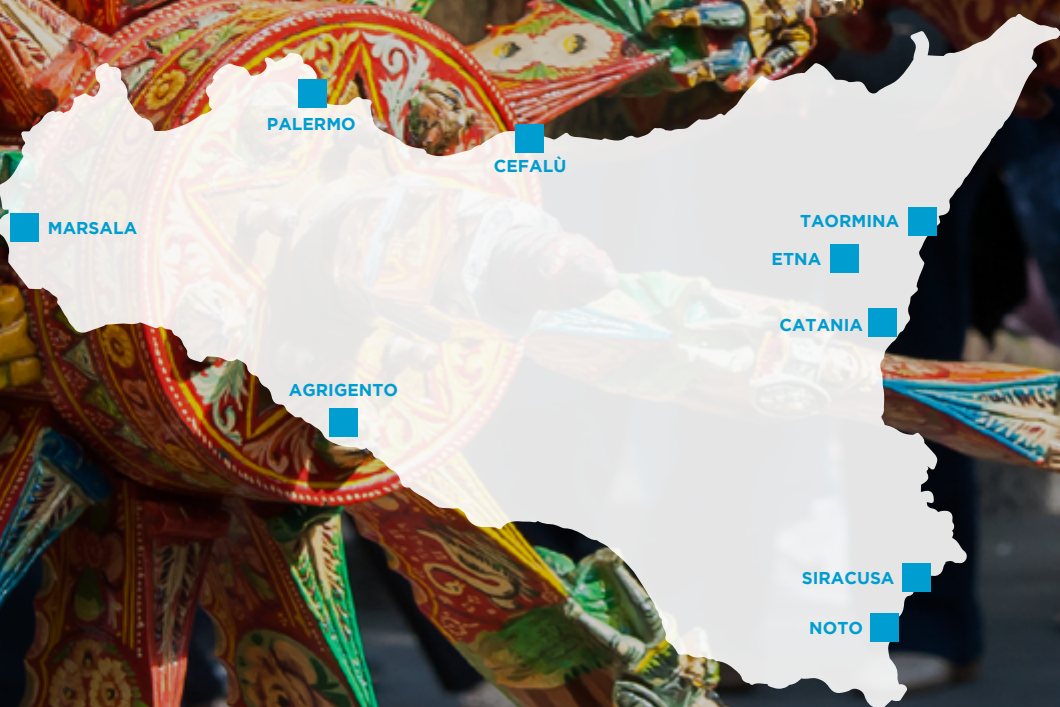 PALERMO
CEFALÙ
MARSALA
TAORMINA
ETNA
CATANIA
AGRIGENTO
SIRACUSA
NOTO